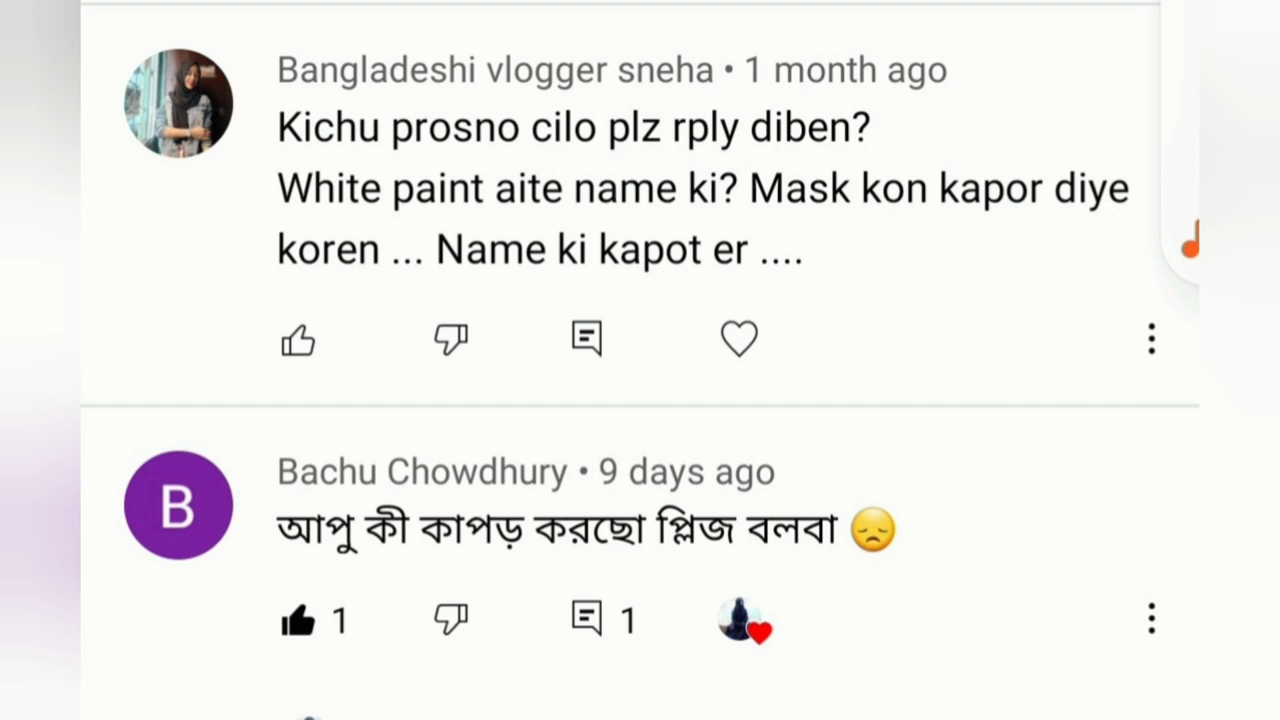 Bangladeshi vlogger sneha • 1 month ago
Kichu prosno cilo plz rply diben?
White paint aite name ki? Mask kon kapor diye
koren ... Name ki kapot er ....
Bachu Chowdhury • 9 days ago
B
আপু কী কাপড় করছো প্লিজ বলবা 😞
1
1